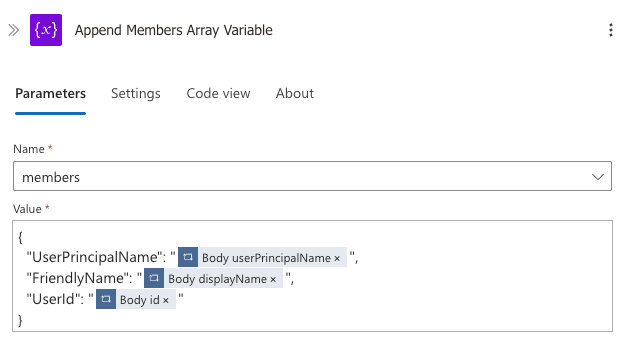 {x} Append Members Array Variable
Parameters Settings Code view About
Name *
members
Value *
{
"UserPrincipalName": " Body userPrincipalName × ",
"FriendlyName": " Body displayName × ",
"UserId": " Body id × "
}